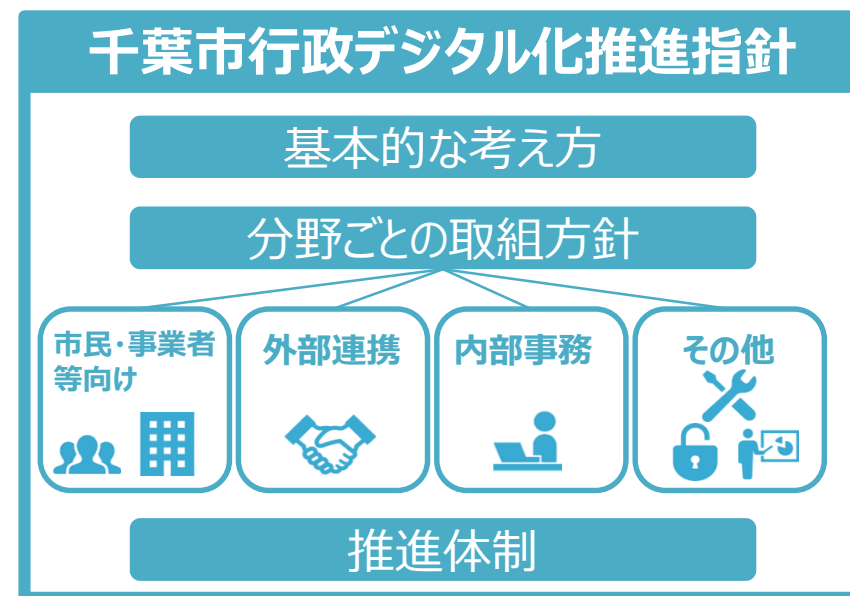 千葉市行政デジタル化推進指針
基本的な考え方
分野ごとの取組方針
市民・事業者
等向け
外部連携
内部事務
その他
推進体制